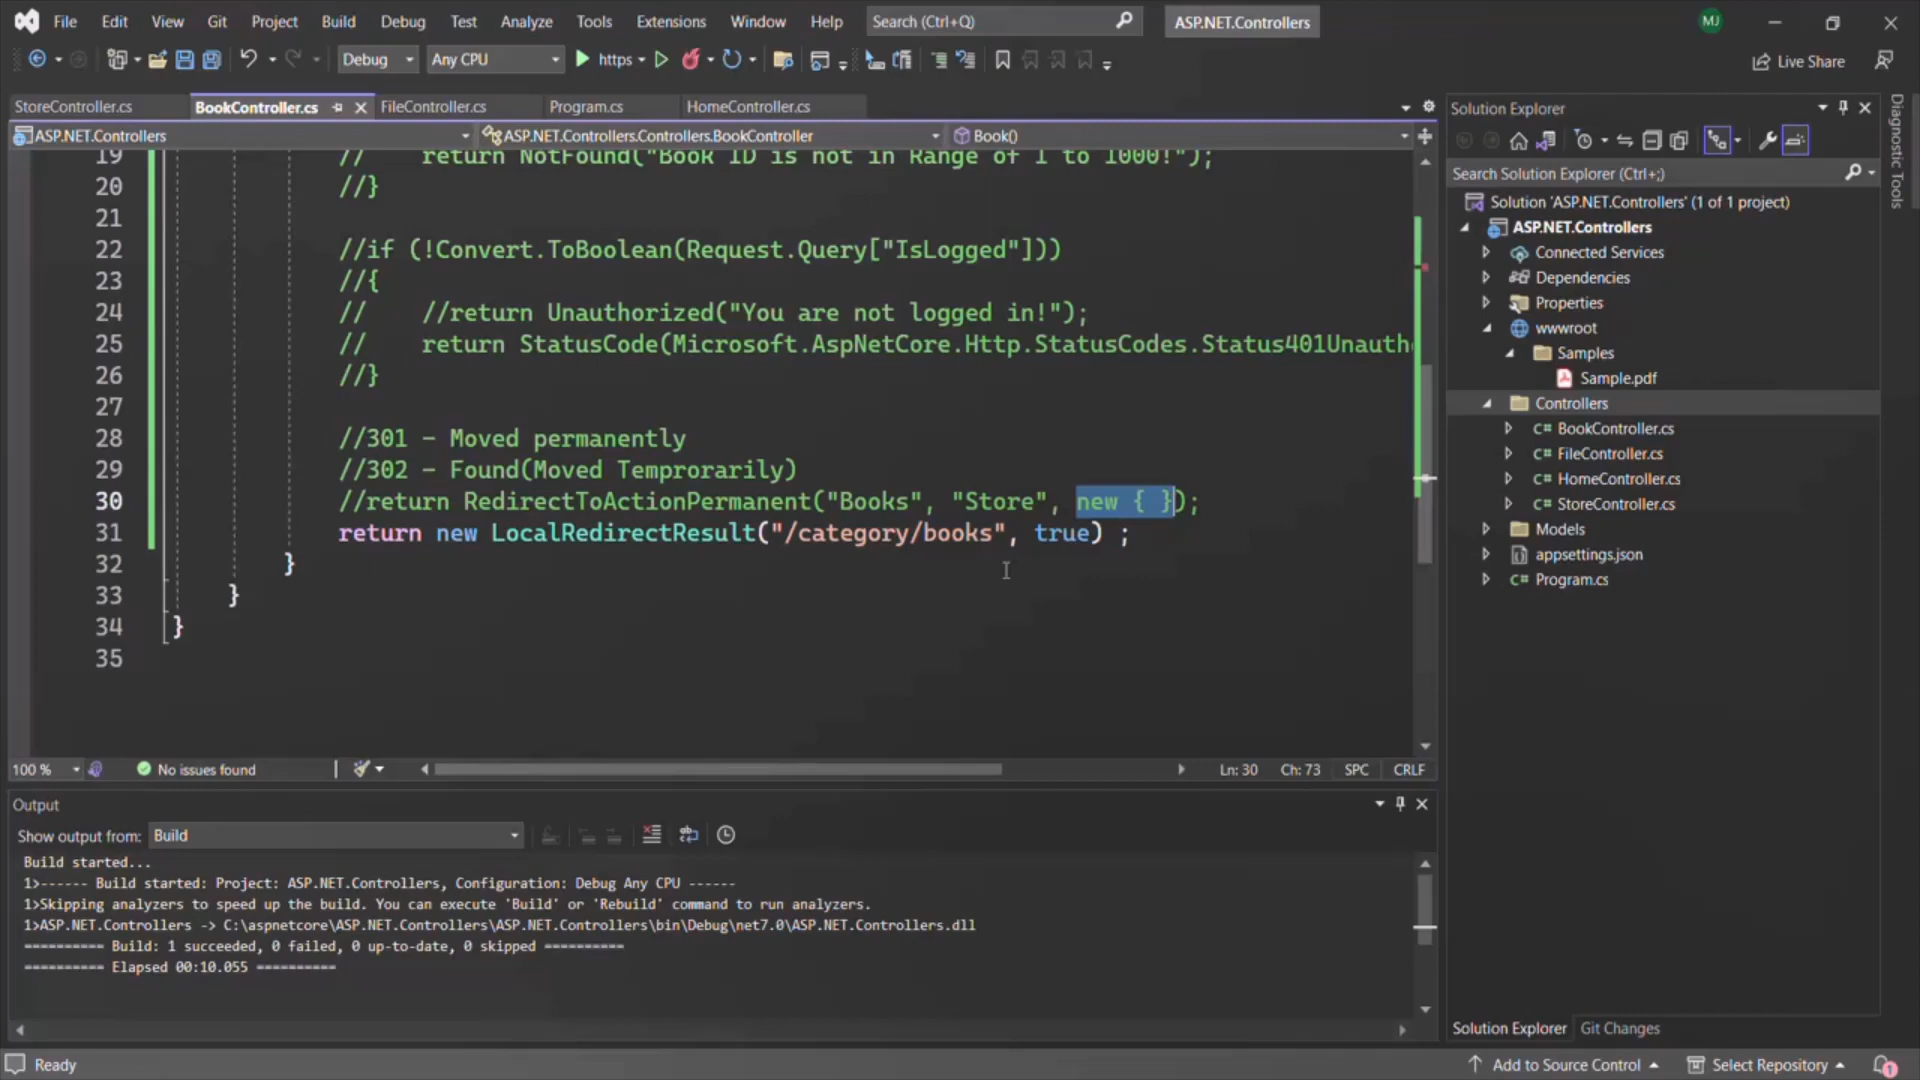 File Edit View Git Project Build Debug Test Analyze Tools Extensions Window Help Search (Ctrl+Q) ASP.NET.Controllers MJ
Debug Any CPU https Live Share
StoreController.cs BookController.cs FileController.cs Program.cs HomeController.cs
ASP.NET.Controllers ASP.NET.Controllers.Controllers.BookController Book()
19 // return NotFound("Book ID is not in Range of 1 to 1000!");
20 //}
21
22 //if (!Convert.ToBoolean(Request.Query["IsLogged"]))
23 //{
24 // //return Unauthorized("You are not logged in!");
25 // return StatusCode(Microsoft.AspNetCore.Http.StatusCodes.Status401Unauth
26 //}
27
28 //301 - Moved permanently
29 //302 - Found(Moved Temprorarily)
30 //return RedirectToActionPermanent("Books", "Store", new { });
31 return new LocalRedirectResult("/category/books", true) ;
32 }
33 }
34 }
35
100 % No issues found Ln: 30 Ch: 73 SPC CRLF
Output
Show output from: Build
Build started...
1>------ Build started: Project: ASP.NET.Controllers, Configuration: Debug Any CPU ------
1>Skipping analyzers to speed up the build. You can execute 'Build' or 'Rebuild' command to run analyzers.
1>ASP.NET.Controllers -> C:\aspnetcore\ASP.NET.Controllers\ASP.NET.Controllers\bin\Debug\net7.0\ASP.NET.Controllers.dll
========== Build: 1 succeeded, 0 failed, 0 up-to-date, 0 skipped ==========
========== Elapsed 00:10.055 ==========
Solution Explorer
Search Solution Explorer (Ctrl+;)
Solution 'ASP.NET.Controllers' (1 of 1 project)
ASP.NET.Controllers
Connected Services
Dependencies
Properties
wwwroot
Samples
Sample.pdf
Controllers
C# BookController.cs
C# FileController.cs
C# HomeController.cs
C# StoreController.cs
Models
appsettings.json
C# Program.cs
Solution Explorer Git Changes
Diagnostic Tools
Ready Add to Source Control Select Repository 1